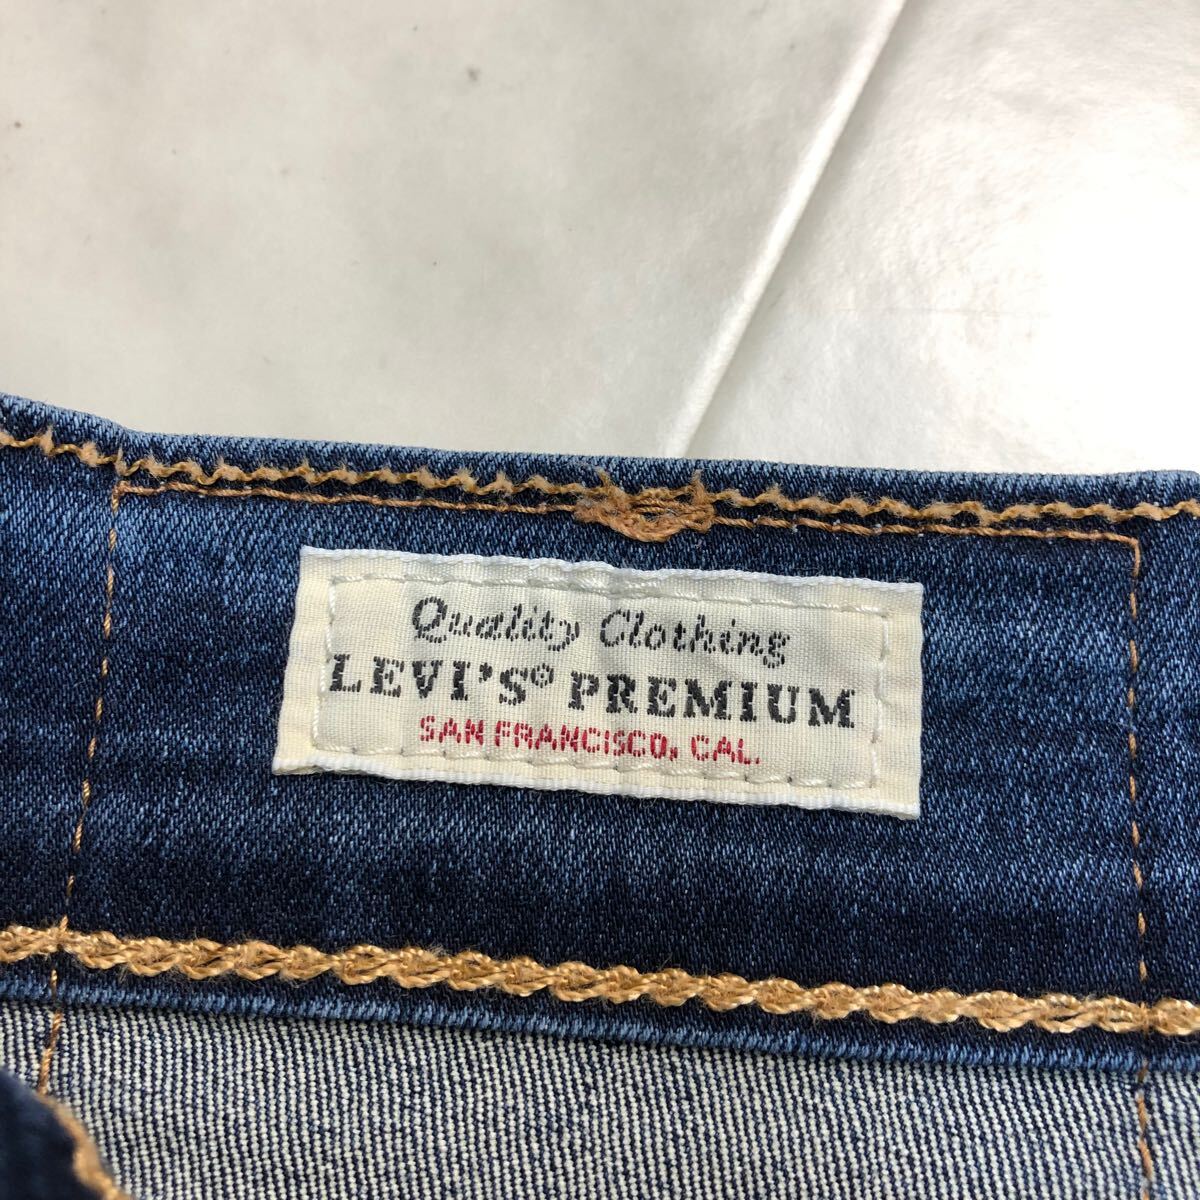 Quality Clothing
LEVI'S® PREMIUM
SAN FRANCISCO, CAL.